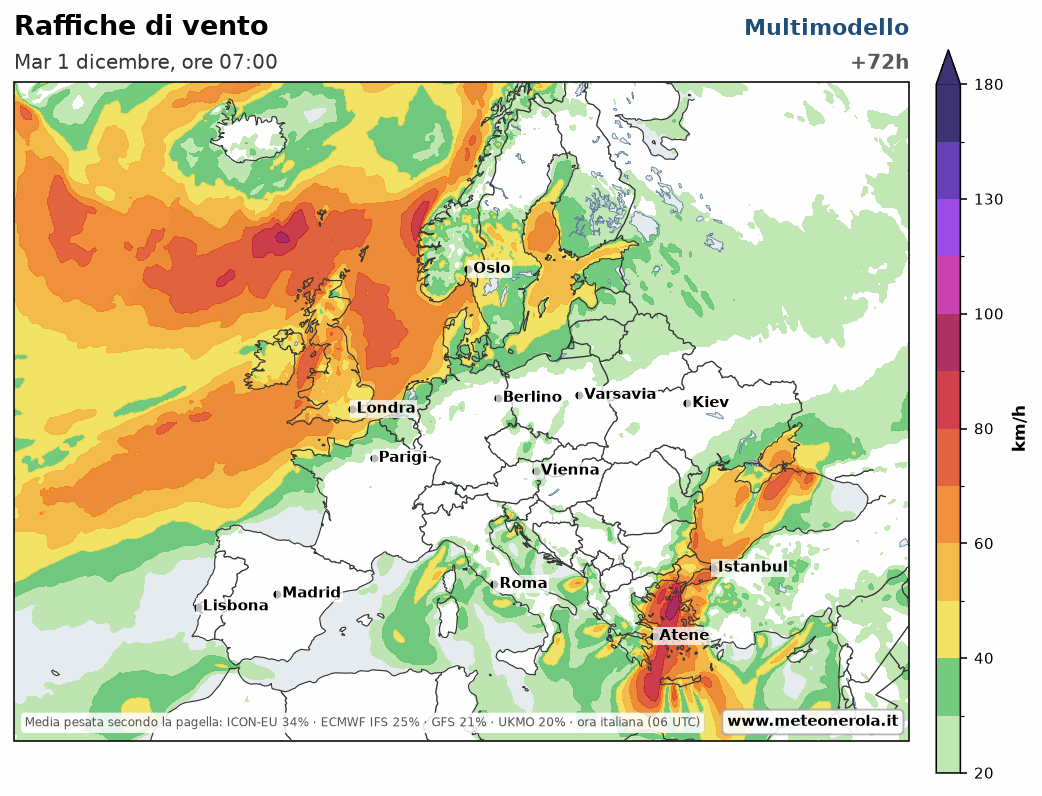 Raffiche di vento
Multimodello
Mar 1 dicembre, ore 07:00
+72h
180
130
100
80
60
40
20
km/h
Oslo
Berlino
Varsavia
Kiev
Londra
Parigi
Vienna
Istanbul
Roma
Madrid
Lisbona
Atene
Media pesata secondo la pagella: ICON-EU 34% · ECMWF IFS 25% · GFS 21% · UKMO 20% · ora italiana (06 UTC)
www.meteonerola.it